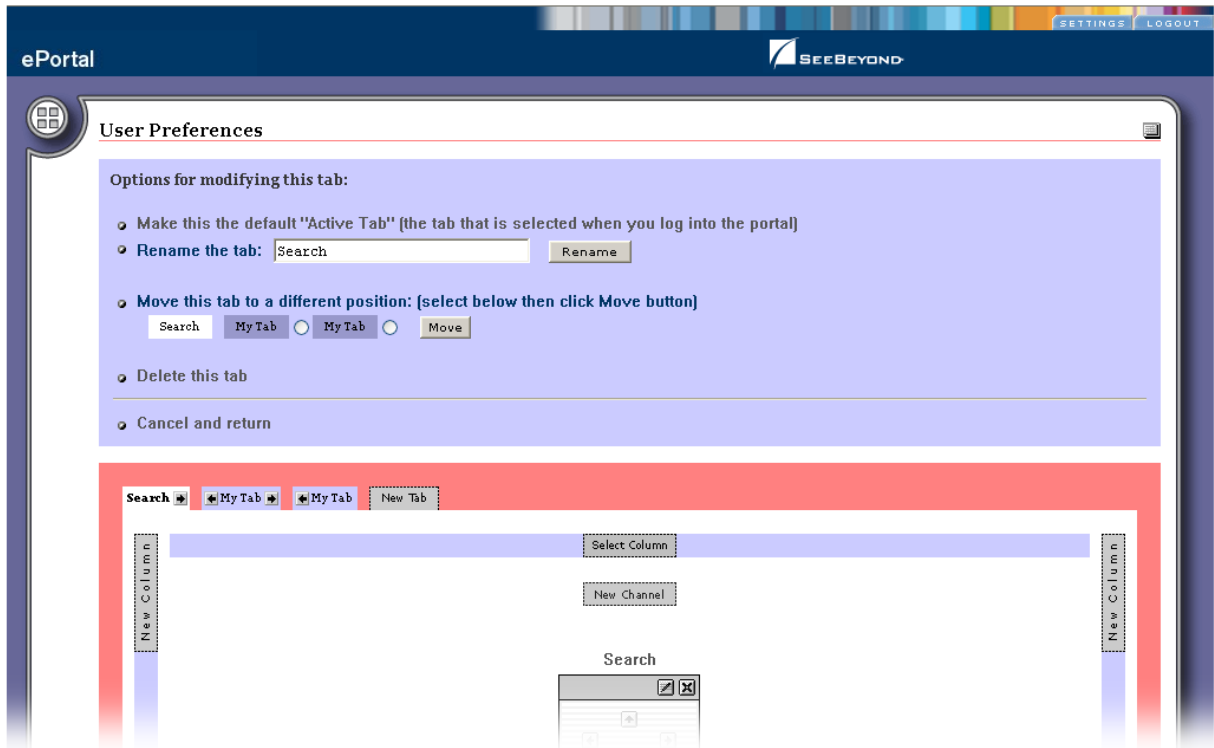 SETTINGS LOGOUT
ePortal SEEBEYOND
User Preferences
Options for modifying this tab:
Make this the default "Active Tab" (the tab that is selected when you log into the portal)
Rename the tab: Search Rename
Move this tab to a different position: (select below then click Move button)
Search My Tab My Tab Move
Delete this tab
Cancel and return
Search My Tab My Tab New Tab
New Column Select Column New Column
New Channel
Search